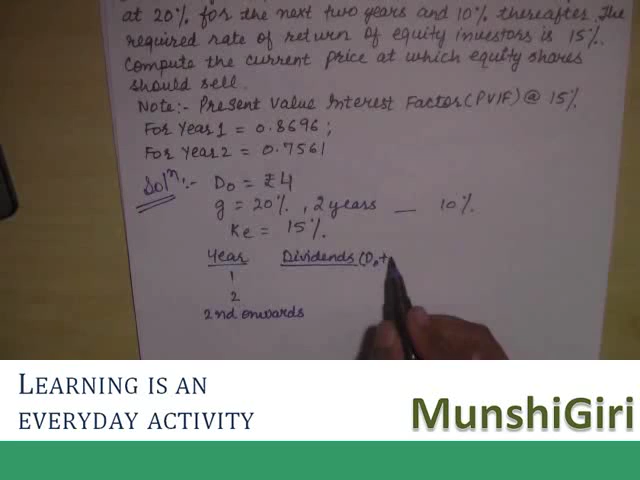 at 20% for the next two years and 10% thereafter. The
required rate of return of equity investors is 15%.
Compute the current price at which equity shares
should sell.
Note:- Present Value Interest Factor (PVIF) @ 15%
For Year 1 = 0.8696;
For Year 2 = 0.7561
Solⁿ:- D₀ = ₹4
g = 20%, 2 years — 10%.
Ke = 15%.
Year Dividends (D₀+
1
2
2nd onwards
LEARNING IS AN
EVERYDAY ACTIVITY
MunshiGiri